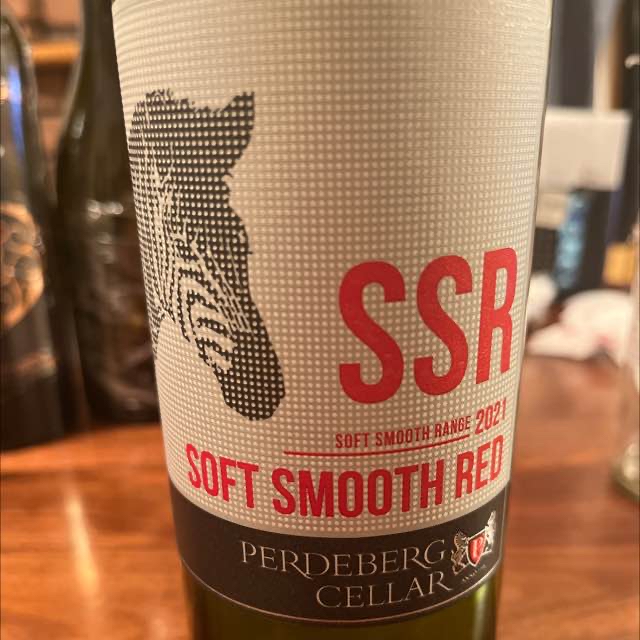 SSR
SOFT SMOOTH RANGE 2021
SOFT SMOOTH RED
PERDEBERG
CELLAR